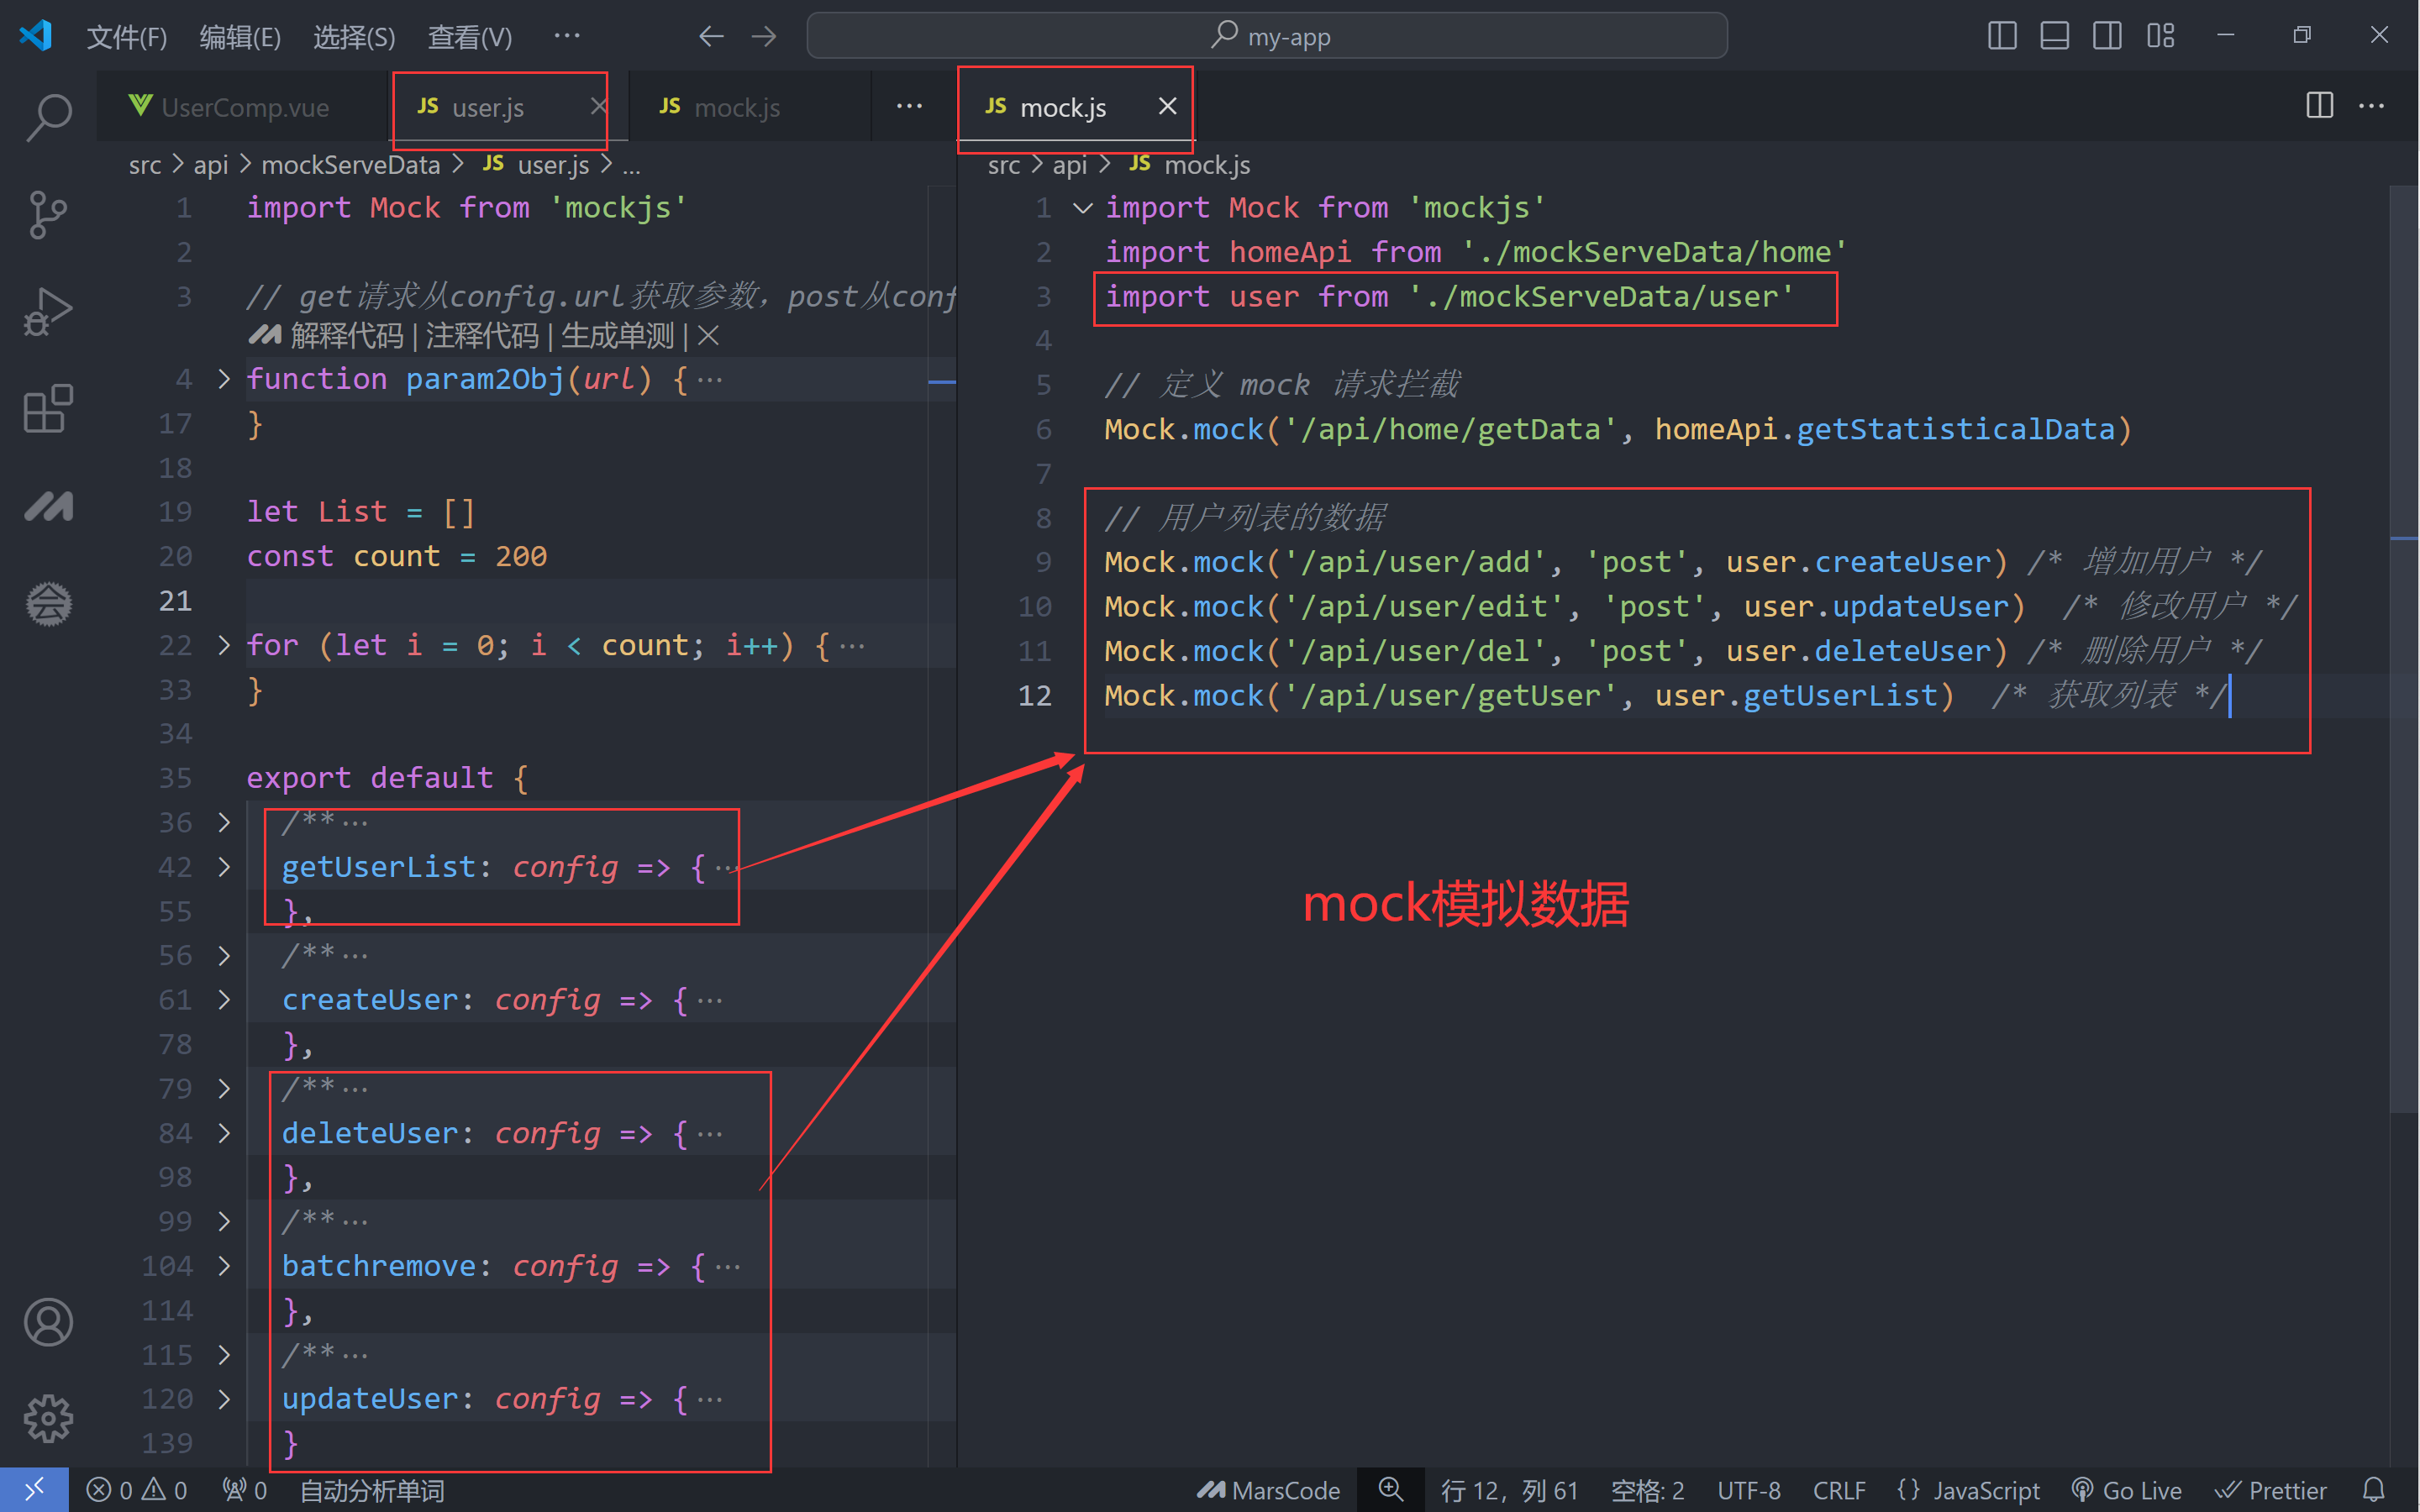 文件(F) 编辑(E) 选择(S) 查看(V) ··· my-app
UserComp.vue JS user.js JS mock.js ···
src > api > mockServeData > JS user.js > ...
1 import Mock from 'mockjs'
2
3 // get请求从config.url获取参数，post从conf
解释代码 | 注释代码 | 生成单测 | ×
4 function param2Obj(url) {···
17 }
18
19 let List = []
20 const count = 200
21
22 for (let i = 0; i < count; i++) {···
33 }
34
35 export default {
36 /**···
42 getUserList: config => {···
55 },
56 /**···
61 createUser: config => {···
78 },
79 /**···
84 deleteUser: config => {···
98 },
99 /**···
104 batchremove: config => {···
114 },
115 /**···
120 updateUser: config => {···
139 }
JS mock.js
src > api > JS mock.js
1 import Mock from 'mockjs'
2 import homeApi from './mockServeData/home'
3 import user from './mockServeData/user'
4
5 // 定义 mock 请求拦截
6 Mock.mock('/api/home/getData', homeApi.getStatisticalData)
7
8 // 用户列表的数据
9 Mock.mock('/api/user/add', 'post', user.createUser) /* 增加用户 */
10 Mock.mock('/api/user/edit', 'post', user.updateUser) /* 修改用户 */
11 Mock.mock('/api/user/del', 'post', user.deleteUser) /* 删除用户 */
12 Mock.mock('/api/user/getUser', user.getUserList) /* 获取列表 */
mock模拟数据
会
0 0 0 自动分析单词 MarsCode 行 12，列 61 空格: 2 UTF-8 CRLF {} JavaScript Go Live Prettier